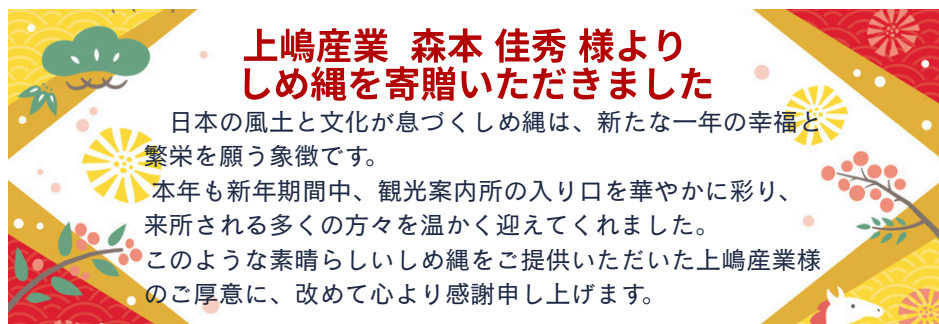 上嶋産業 森本 佳秀 様より
しめ縄を寄贈いただきました
日本の風土と文化が息づくしめ縄は、新たな一年の幸福と
繁栄を願う象徴です。
本年も新年期間中、観光案内所の入り口を華やかに彩り、
来所される多くの方々を温かく迎えてくれました。
このような素晴らしいしめ縄をご提供いただいた上嶋産業様
のご厚意に、改めて心より感謝申し上げます。